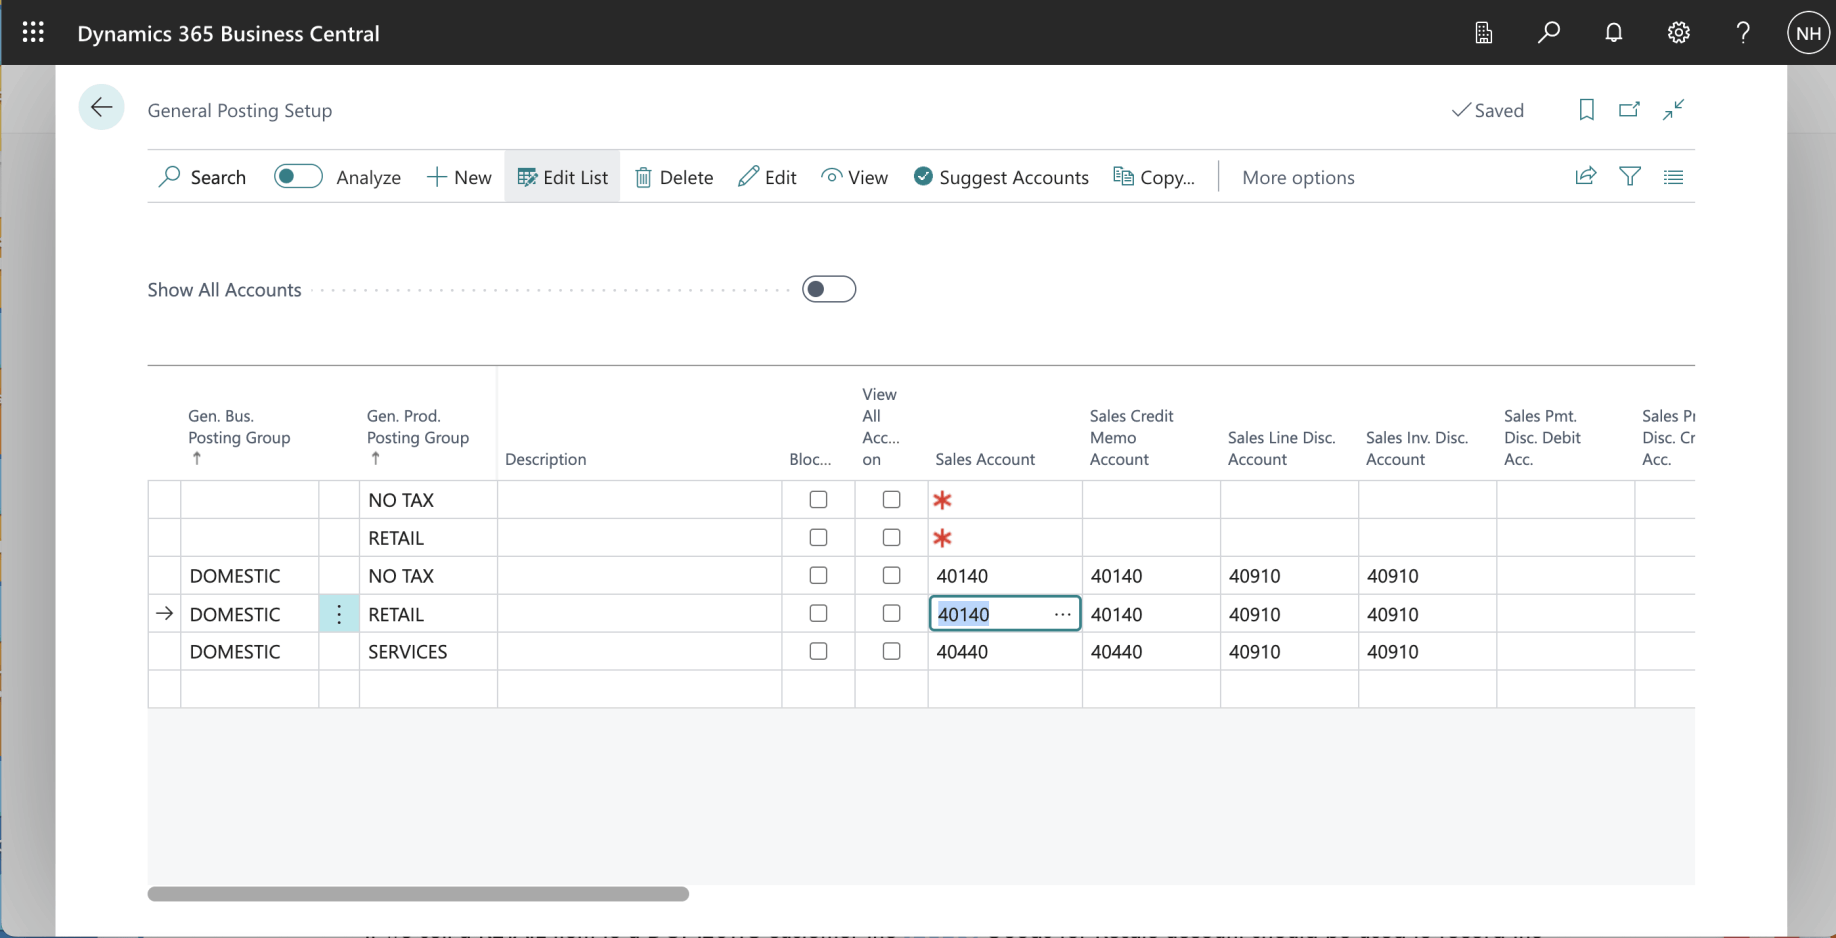 Dynamics 365 Business Central
NH
General Posting Setup
Saved
Search Analyze New Edit List Delete Edit View Suggest Accounts Copy... More options
Show All Accounts
Gen. Bus. Posting Group
Gen. Prod. Posting Group
Description
Bloc...
View All Acc... on
Sales Account
Sales Credit Memo Account
Sales Line Disc. Account
Sales Inv. Disc. Account
Sales Pmt. Disc. Debit Acc.
Sales Disc. Acc.
NO TAX
RETAIL
DOMESTIC NO TAX 40140 40140 40910 40910
DOMESTIC RETAIL 40140 40140 40910 40910
DOMESTIC SERVICES 40440 40440 40910 40910